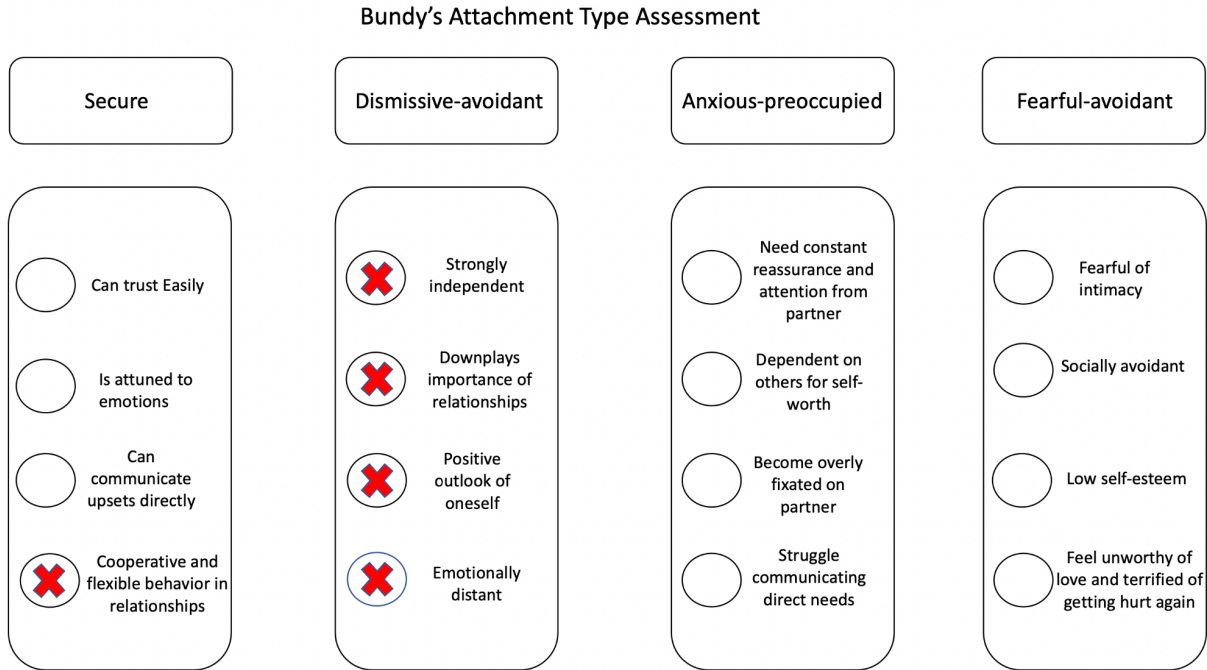 Bundy's Attachment Type Assessment
Secure
Dismissive-avoidant
Anxious-preoccupied
Fearful-avoidant
Can trust Easily
Is attuned to
emotions
Can
communicate
upsets directly
Cooperative and
flexible behavior in
relationships
Strongly
independent
Downplays
importance of
relationships
Positive
outlook of
oneself
Emotionally
distant
Need constant
reassurance and
attention from
partner
Dependent on
others for self-
worth
Become overly
fixated on
partner
Struggle
communicating
direct needs
Fearful of
intimacy
Socially avoidant
Low self-esteem
Feel unworthy of
love and terrified of
getting hurt again